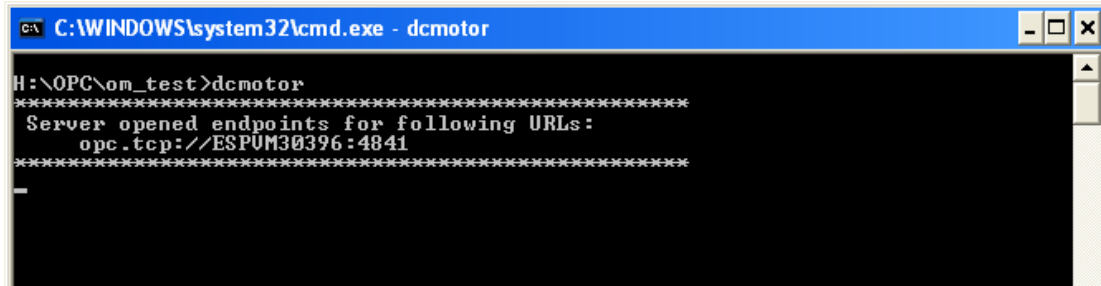 C:\WINDOWS\system32\cmd.exe - dcmotor
H:\OPC\om_test>dcmotor
**************************************************
Server opened endpoints for following URLs:
opc.tcp://ESPVM30396:4841
**************************************************